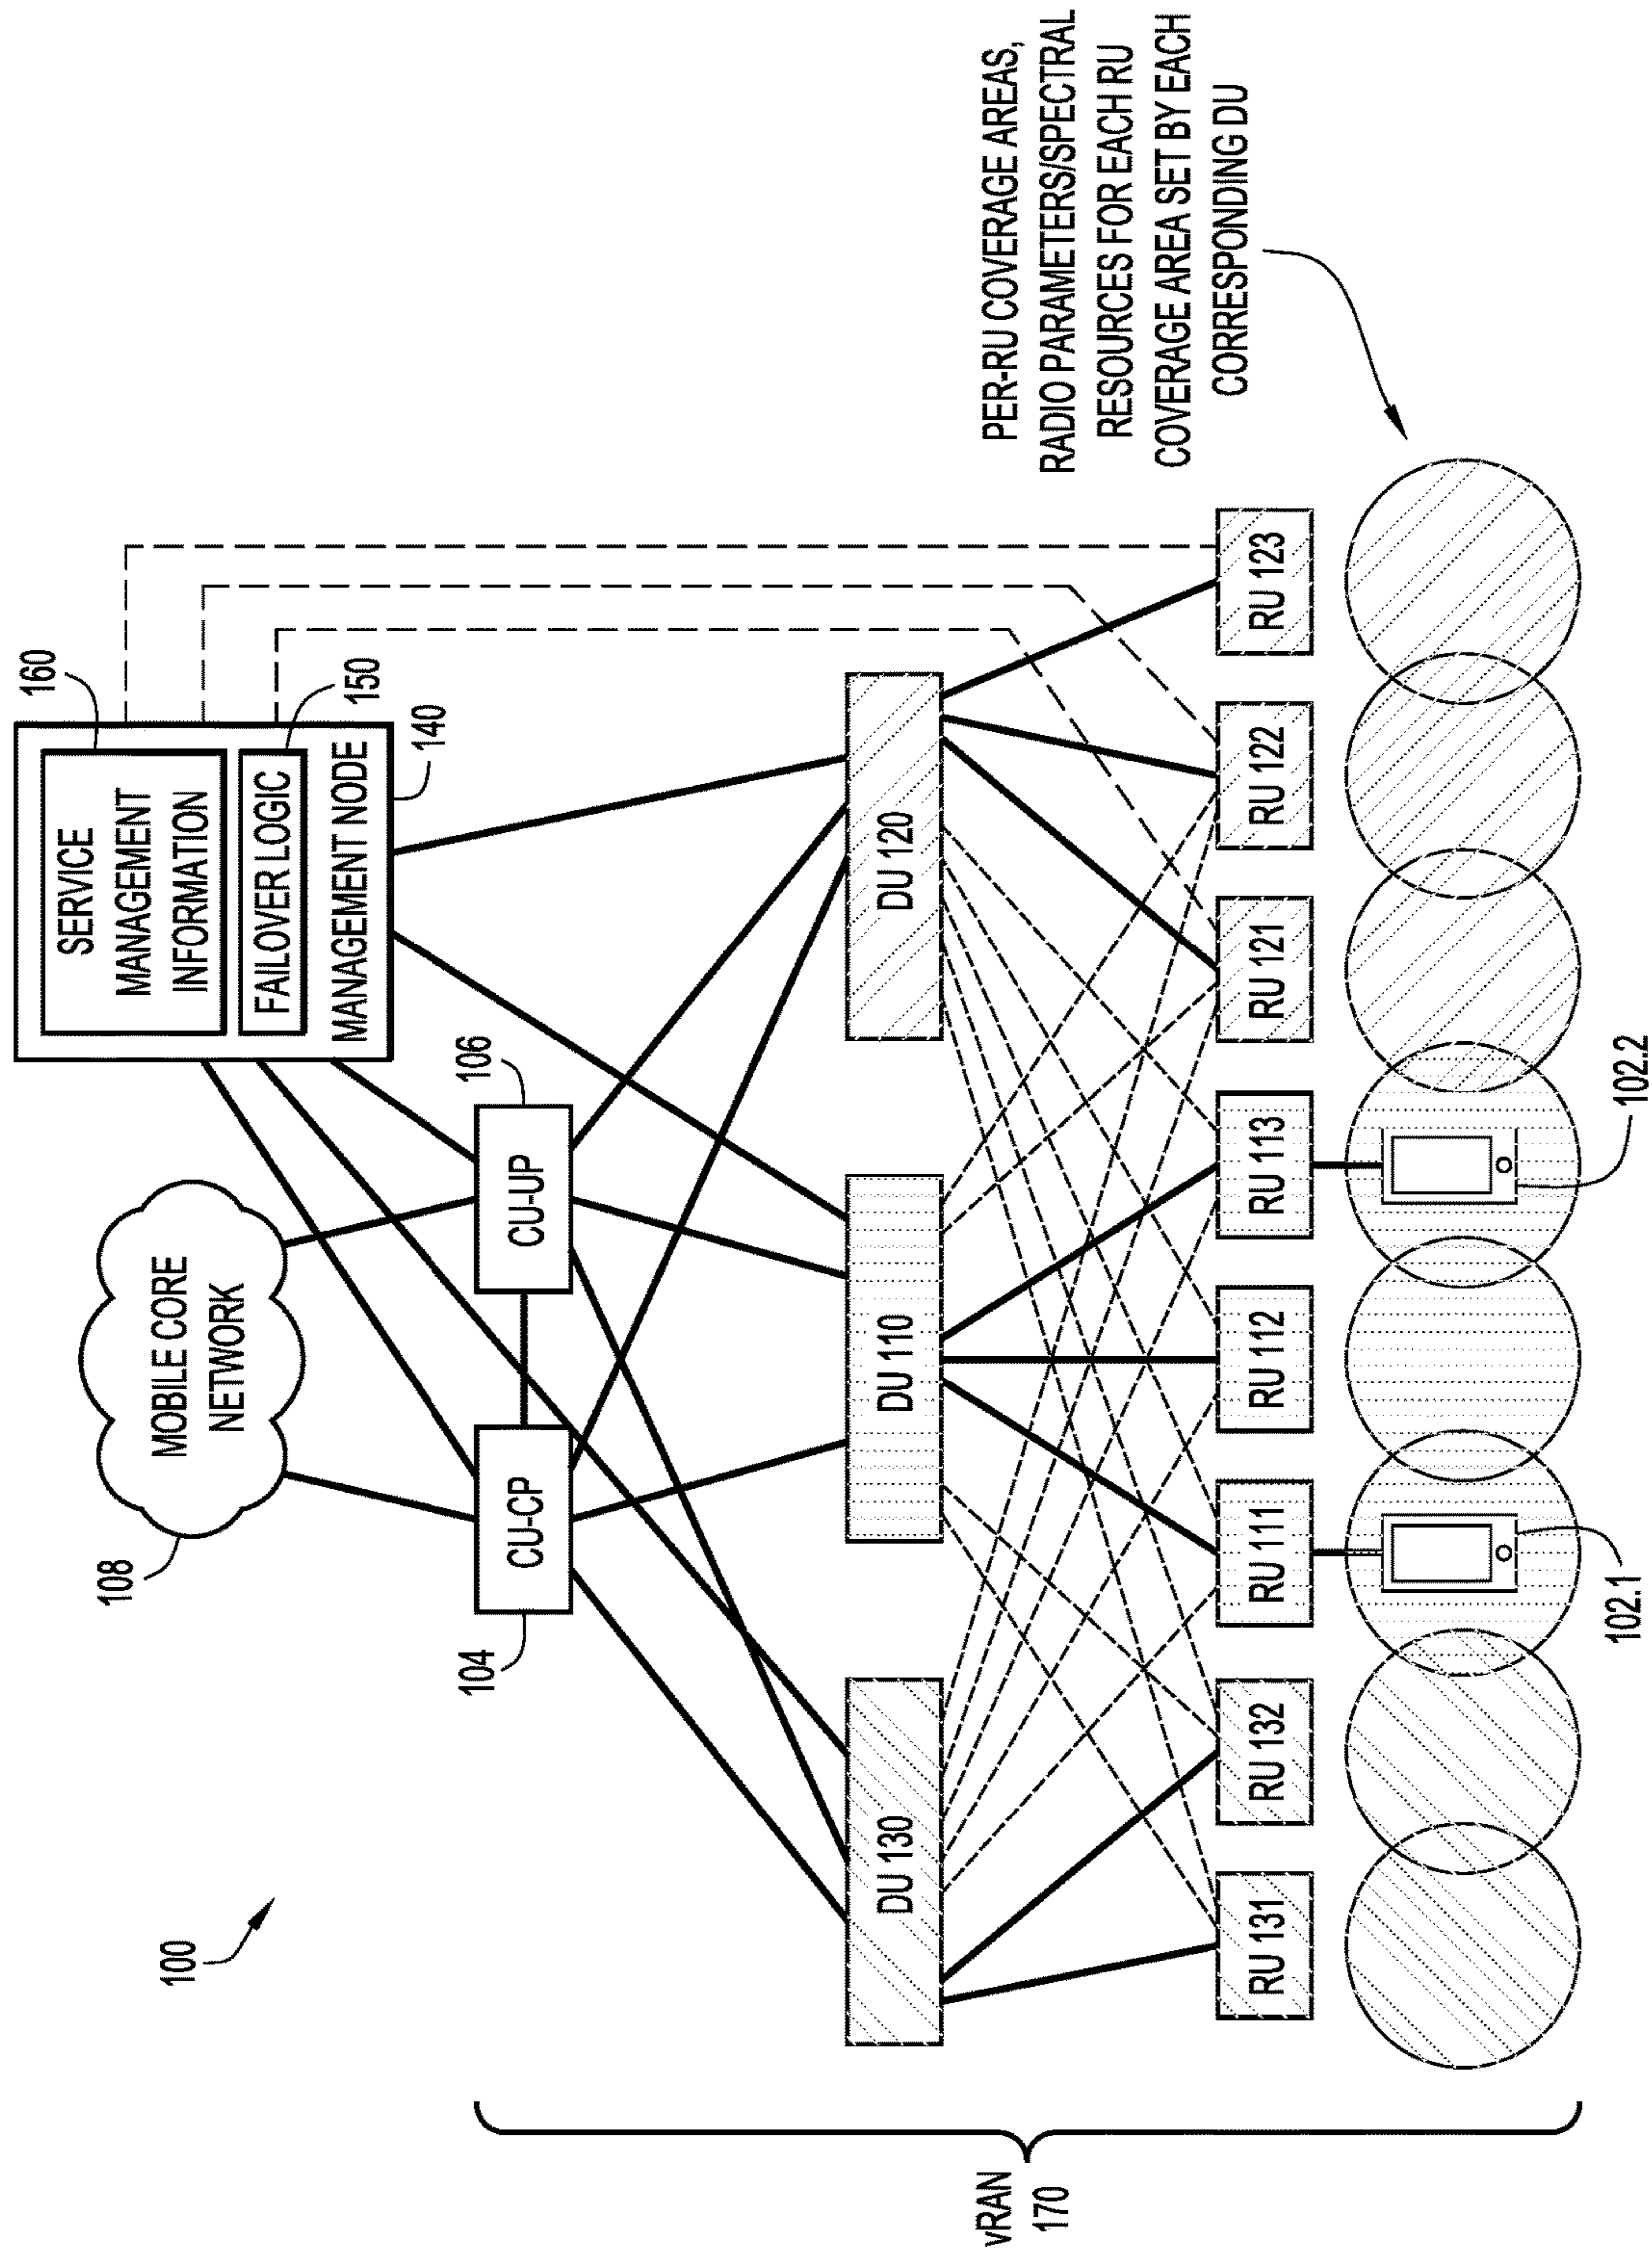 100
108
MOBILE CORE
NETWORK
SERVICE
MANAGEMENT
INFORMATION
160
FAILOVER LOGIC
150
MANAGEMENT NODE
140
104
CU-CP
CU-UP
106
DU 130
DU 110
DU 120
PER-RU COVERAGE AREAS,
RADIO PARAMETERS/SPECTRAL
RESOURCES FOR EACH RU
COVERAGE AREA SET BY EACH
CORRESPONDING DU
vRAN
170
RU 131
RU 132
RU 111
RU 112
RU 113
RU 121
RU 122
RU 123
102.1
102.2